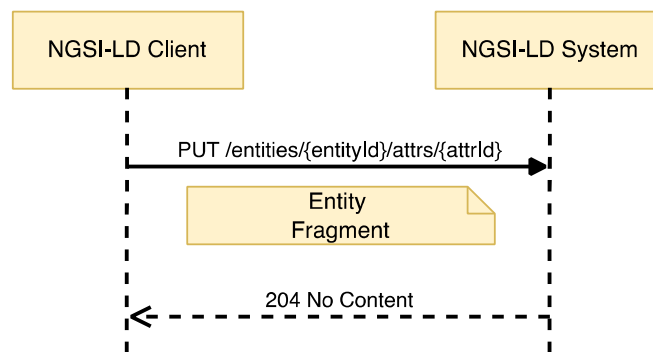 NGSI-LD Client
NGSI-LD System
PUT /entities/{entityId}/attrs/{attrId}
Entity
Fragment
204 No Content